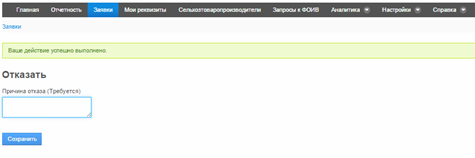 Главная Отчетность Заявки Мои реквизиты Сельхозтоваропроизводители Запросы к ФОИВ Аналитика Настройки Справка
Заявки
Ваше действие успешно выполнено.
Отказать
Причина отказа (Требуется)
Сохранить